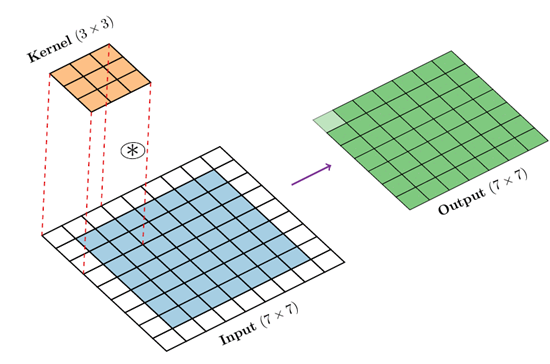 Kernel (3 × 3)
Input (7 × 7)
Output (7 × 7)